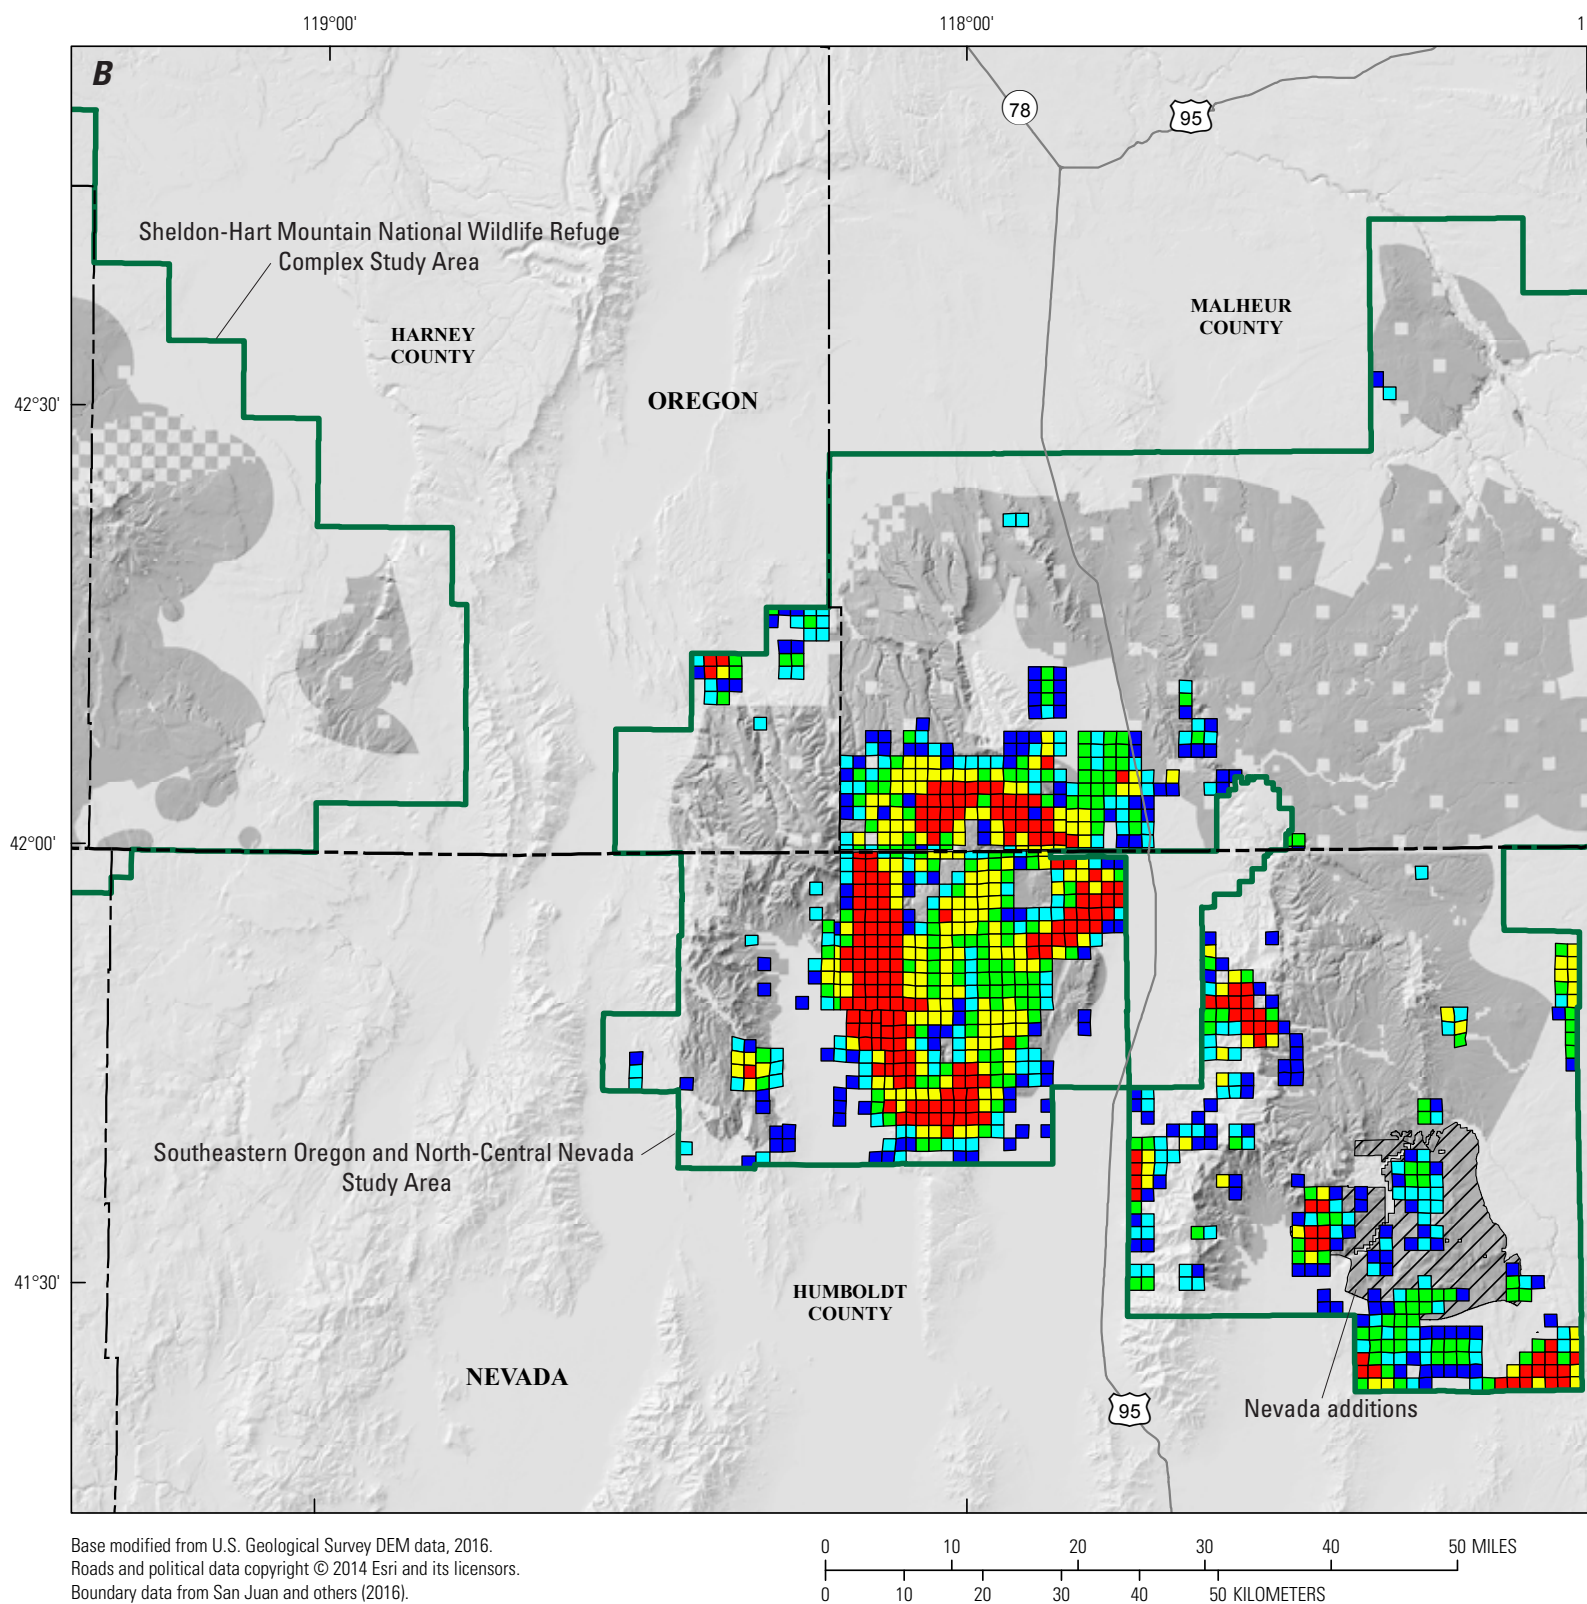 119°00'
118°00'
1
B
78
95
Sheldon-Hart Mountain National Wildlife Refuge
Complex Study Area
HARNEY
COUNTY
MALHEUR
COUNTY
OREGON
42°30'
42°00'
Southeastern Oregon and North-Central Nevada
Study Area
41°30'
HUMBOLDT
COUNTY
NEVADA
95
Nevada additions
Base modified from U.S. Geological Survey DEM data, 2016.
Roads and political data copyright © 2014 Esri and its licensors.
Boundary data from San Juan and others (2016).
0 10 20 30 40 50 MILES
0 10 20 30 40 50 KILOMETERS